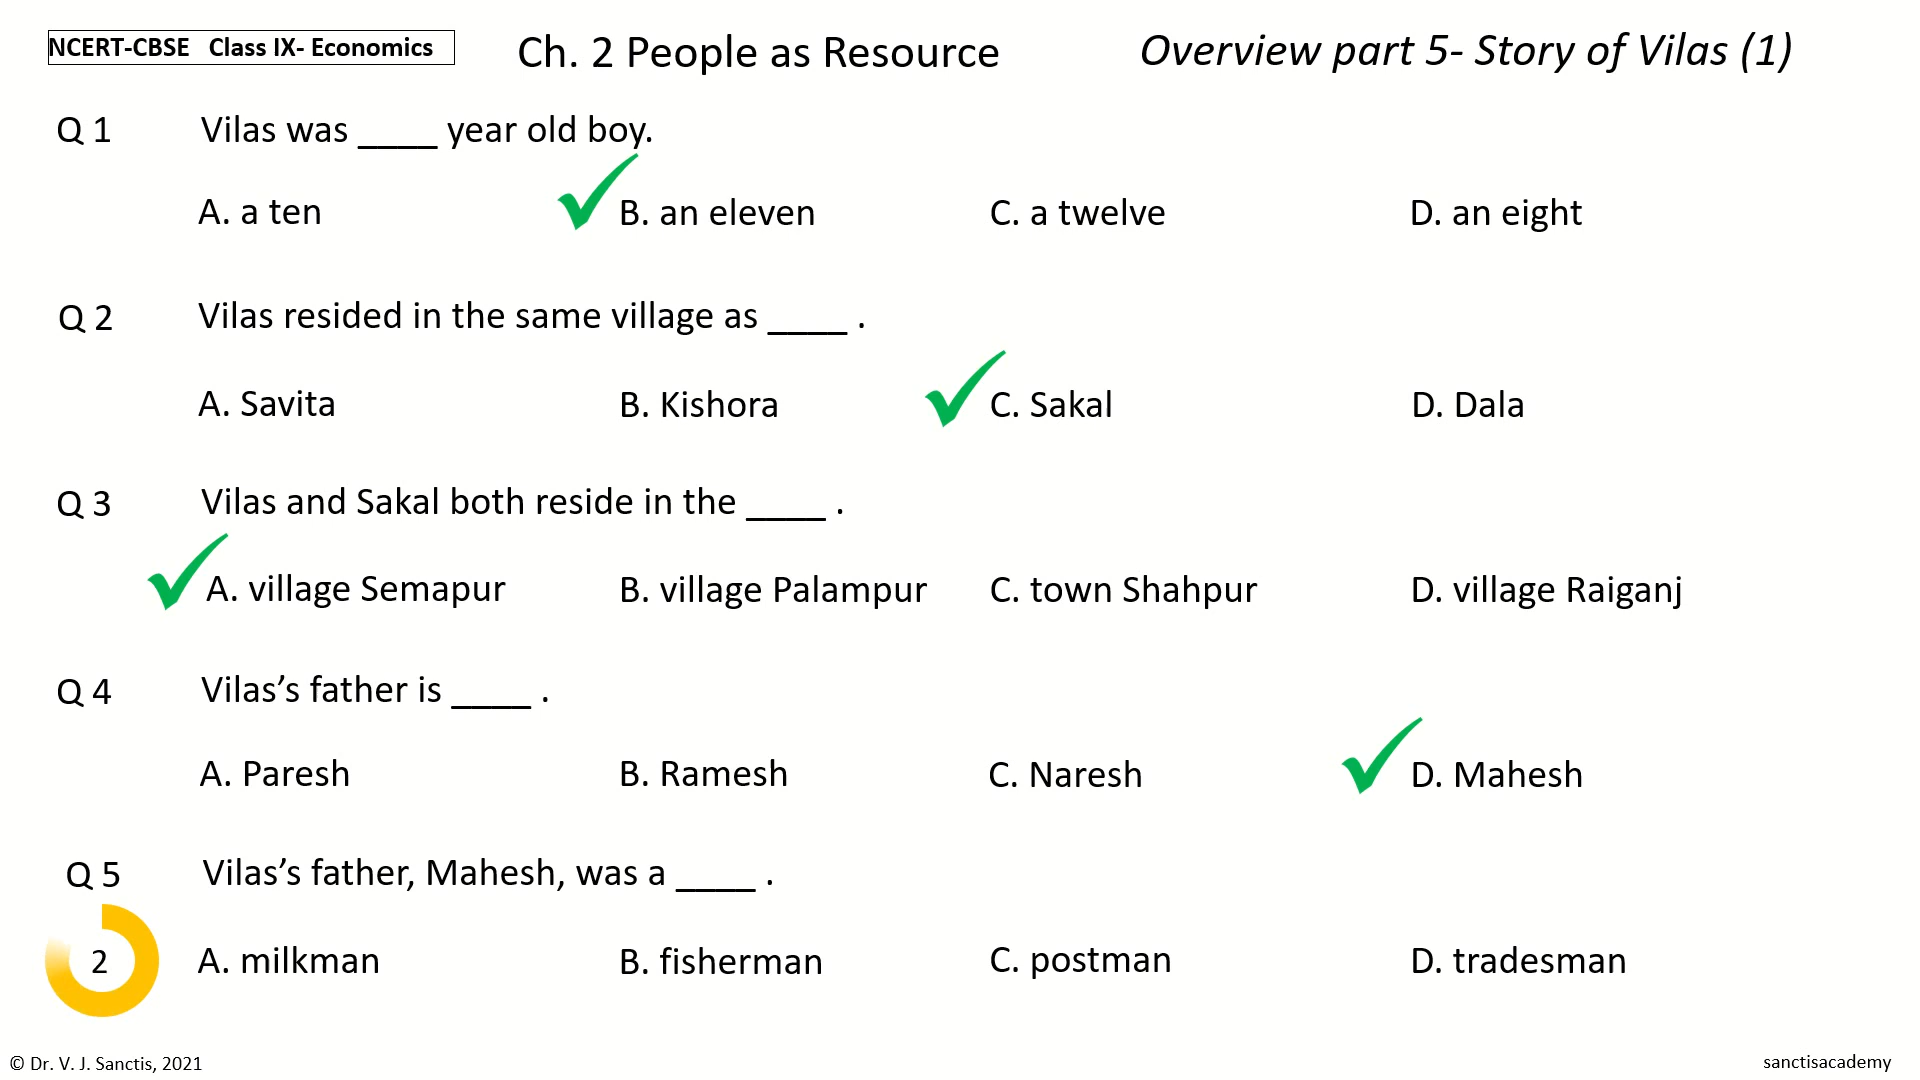 NCERT-CBSE Class IX- Economics Ch. 2 People as Resource Overview part 5- Story of Vilas (1)
Q 1 Vilas was ____ year old boy.
A. a ten B. an eleven C. a twelve D. an eight
Q 2 Vilas resided in the same village as ____ .
A. Savita B. Kishora C. Sakal D. Dala
Q 3 Vilas and Sakal both reside in the ____ .
A. village Semapur B. village Palampur C. town Shahpur D. village Raiganj
Q 4 Vilas’s father is ____ .
A. Paresh B. Ramesh C. Naresh D. Mahesh
Q 5 Vilas’s father, Mahesh, was a ____ .
2 A. milkman B. fisherman C. postman D. tradesman
© Dr. V. J. Sanctis, 2021 sanctisacademy